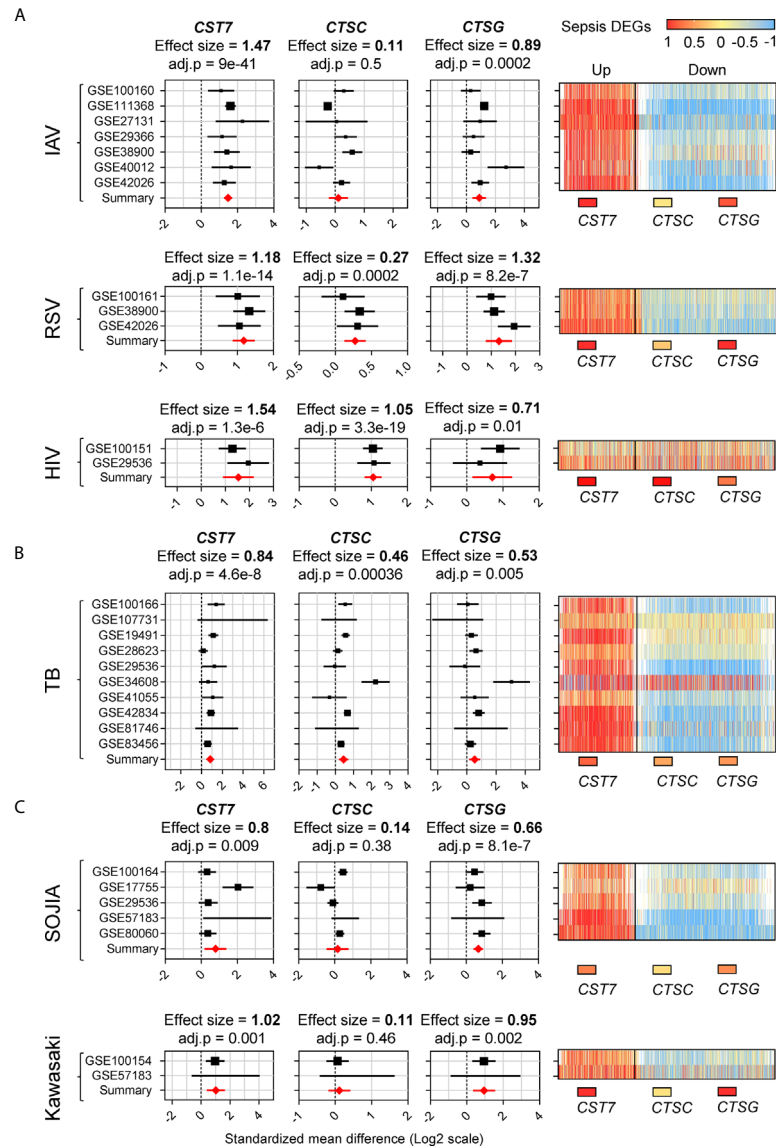 A
CST7 CTSC CTSG
Effect size = 1.47 Effect size = 0.11 Effect size = 0.89
adj.p = 9e-41 adj.p = 0.5 adj.p = 0.0002
Sepsis DEGs
1 0.5 0 -0.5 -1
Up Down
IAV
GSE100160
GSE111368
GSE27131
GSE29366
GSE38900
GSE40012
GSE42026
Summary
-1 0 1 2 3 4 -1 0 1 2 -2 0 2 4
CST7 CTSC CTSG
Effect size = 1.18 Effect size = 0.27 Effect size = 1.32
adj.p = 1.1e-14 adj.p = 0.0002 adj.p = 8.2e-7
RSV
GSE100161
GSE38900
GSE42026
Summary
-1 0 1 2 -0.5 0.0 0.5 1.0 -1 0 1 2 3
CST7 CTSC CTSG
Effect size = 1.54 Effect size = 1.05 Effect size = 0.71
adj.p = 1.3e-6 adj.p = 3.3e-19 adj.p = 0.01
HIV
GSE100151
GSE29536
Summary
-1 0 1 2 3 -1 0 1 2 -1 0 1 2
CST7 CTSC CTSG
B
CST7 CTSC CTSG
Effect size = 0.84 Effect size = 0.46 Effect size = 0.53
adj.p = 4.6e-8 adj.p = 0.00036 adj.p = 0.005
TB
GSE100166
GSE107731
GSE19491
GSE28623
GSE29536
GSE34608
GSE41055
GSE42834
GSE81746
GSE83456
Summary
-2 0 2 4 6 -2 0 2 4 -2 0 2 4
CST7 CTSC CTSG
C
CST7 CTSC CTSG
Effect size = 0.8 Effect size = 0.14 Effect size = 0.66
adj.p = 0.009 adj.p = 0.38 adj.p = 8.1e-7
SOJIA
GSE100164
GSE17755
GSE29536
GSE57183
GSE80060
Summary
-2 0 2 4 -2 0 2 4 -2 0 2 4
CST7 CTSC CTSG
Effect size = 1.02 Effect size = 0.11 Effect size = 0.95
adj.p = 0.001 adj.p = 0.46 adj.p = 0.002
Kawasaki
GSE100154
GSE57183
Summary
-2 0 2 4 -1 0 1 2 -2 0 2 4
CST7 CTSC CTSG
Standardized mean difference (Log2 scale)